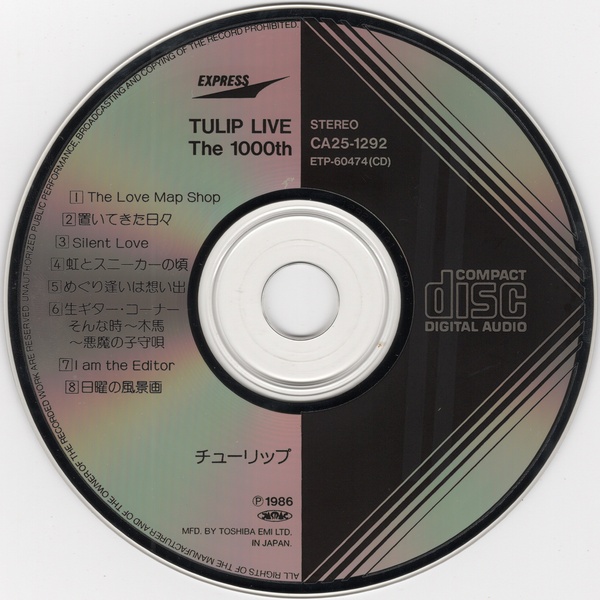 ALL RIGHTS OF THE MANUFACTURER AND OF THE OWNER OF THE RECORDED WORK ARE RESERVED. UNAUTHORIZED PUBLIC PERFORMANCE, BROADCASTING AND COPYING OF THE RECORD PROHIBITED
EXPRESS
TULIP LIVE
The 1000th
STEREO
CA25-1292
ETP-60474(CD)
1 The Love Map Shop
2 置いてきた日々
3 Silent Love
4 虹とスニーカーの頃
5 めぐり逢いは想い出
6 生ギター・コーナー
そんな時〜木馬
〜悪魔の子守唄
7 I am the Editor
8 日曜の風景画
COMPACT
disc
DIGITAL AUDIO
チューリップ
℗ 1986
MFD. BY TOSHIBA EMI LTD.
IN JAPAN.